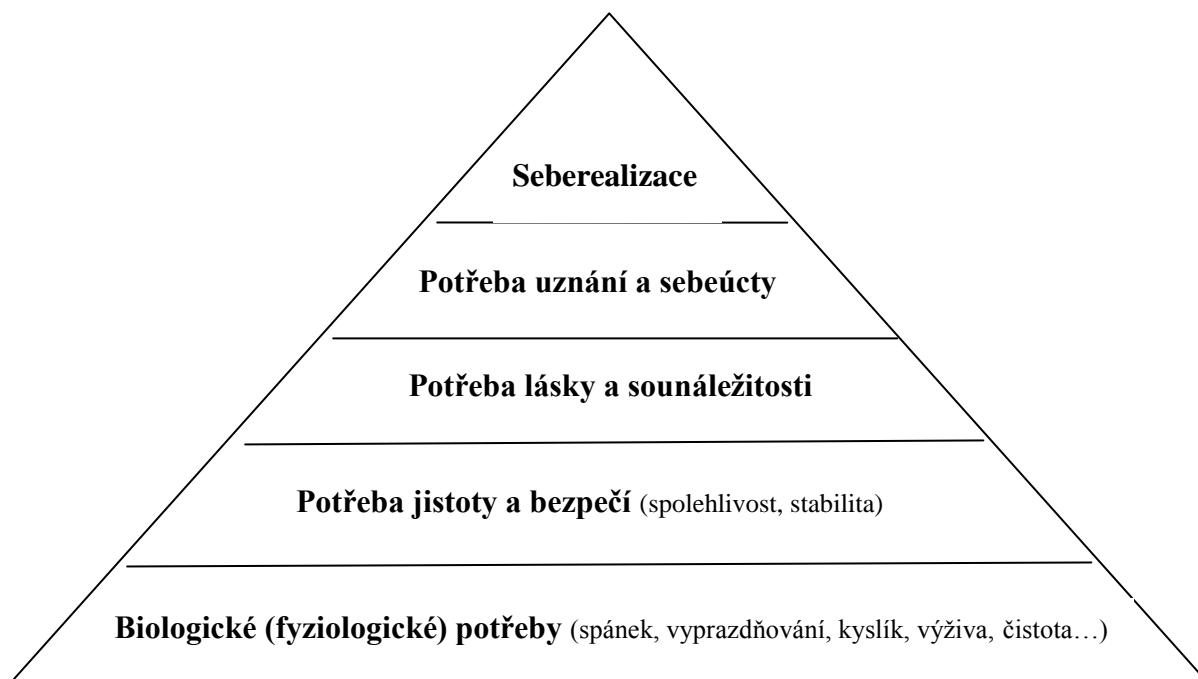 Seberealizace
Potřeba uznání a sebeúcty
Potřeba lásky a sounáležitosti
Potřeba jistoty a bezpečí (spolehlivost, stabilita)
Biologické (fyziologické) potřeby (spánek, vyprazdňování, kyslík, výživa, čistota…)